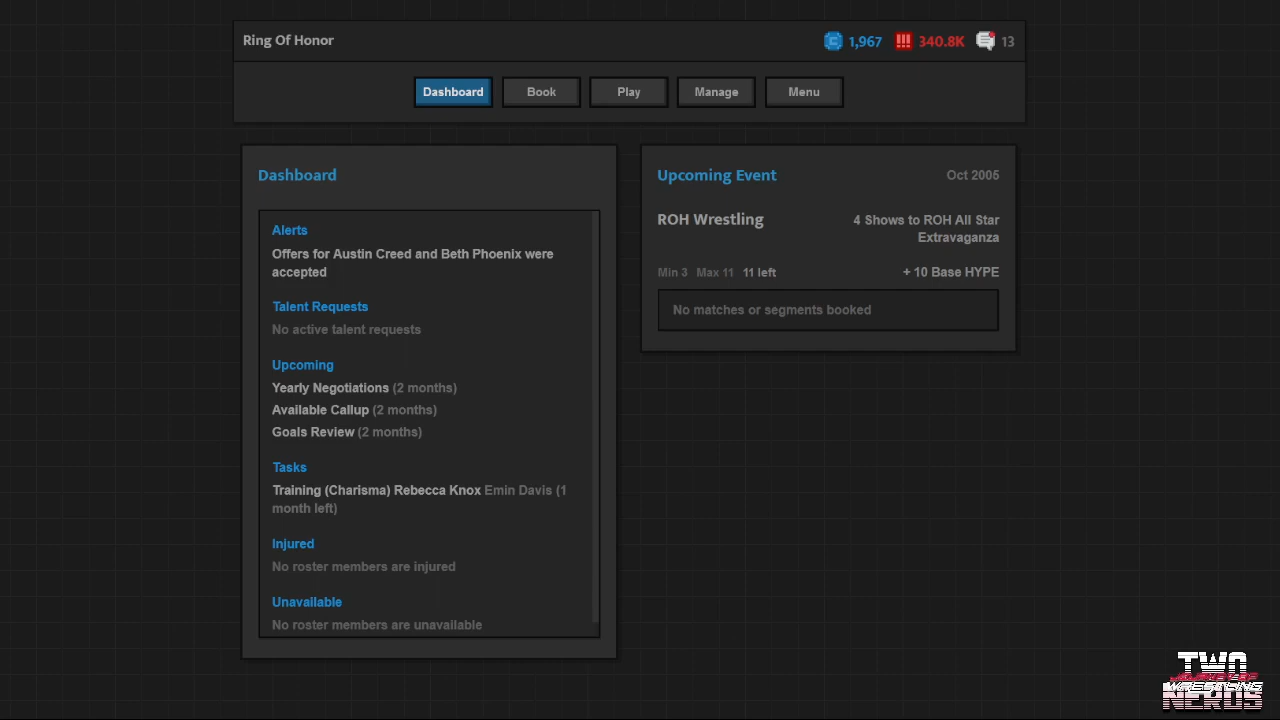 Ring Of Honor
1,967
340.8K
13
Dashboard
Book
Play
Manage
Menu
Dashboard
Alerts
Offers for Austin Creed and Beth Phoenix were
accepted
Talent Requests
No active talent requests
Upcoming
Yearly Negotiations (2 months)
Available Callup (2 months)
Goals Review (2 months)
Tasks
Training (Charisma) Rebecca Knox Emin Davis (1
month left)
Injured
No roster members are injured
Unavailable
No roster members are unavailable
Upcoming Event
Oct 2005
ROH Wrestling
4 Shows to ROH All Star
Extravaganza
Min 3 Max 11 11 left
+ 10 Base HYPE
No matches or segments booked
TWO
WRESTLING
NERDS